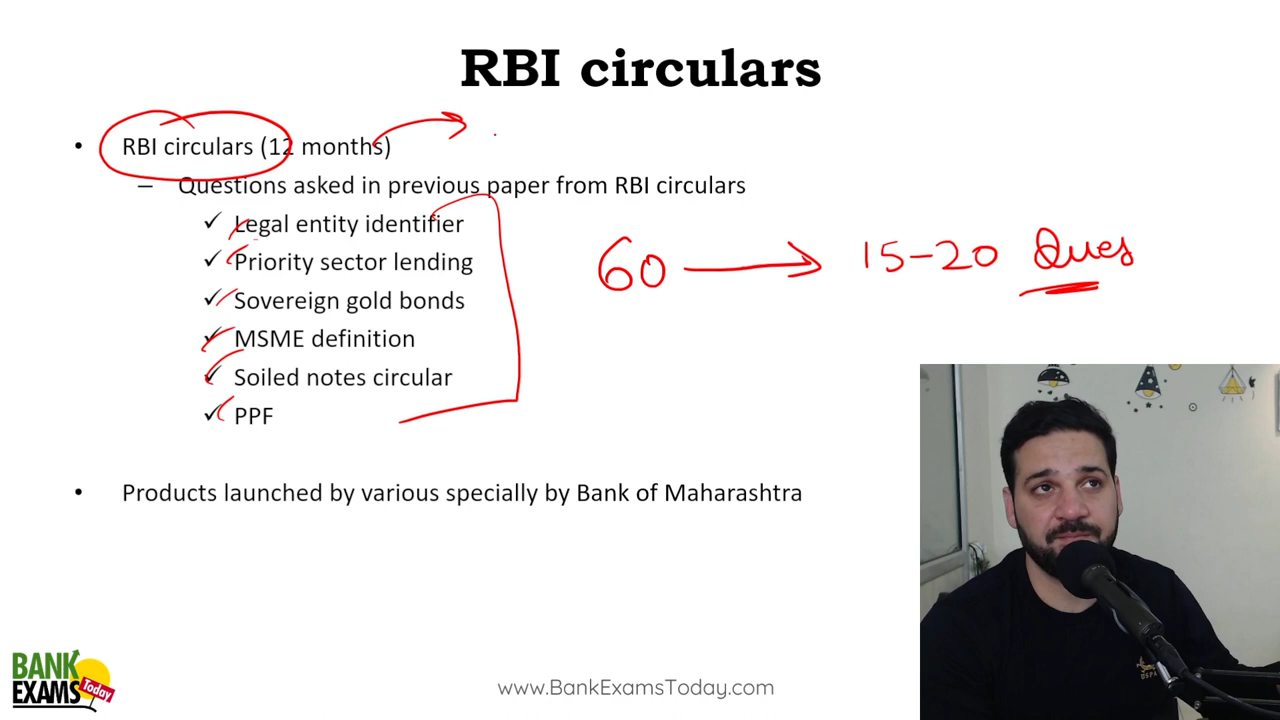 RBI circulars
• RBI circulars (12 months)
– Questions asked in previous paper from RBI circulars
✓ Legal entity identifier
✓ Priority sector lending
✓ Sovereign gold bonds
✓ MSME definition
✓ Soiled notes circular
✓ PPF
60 → 15-20 Ques
• Products launched by various specially by Bank of Maharashtra
BANK
EXAMS
Today
www.BankExamsToday.com